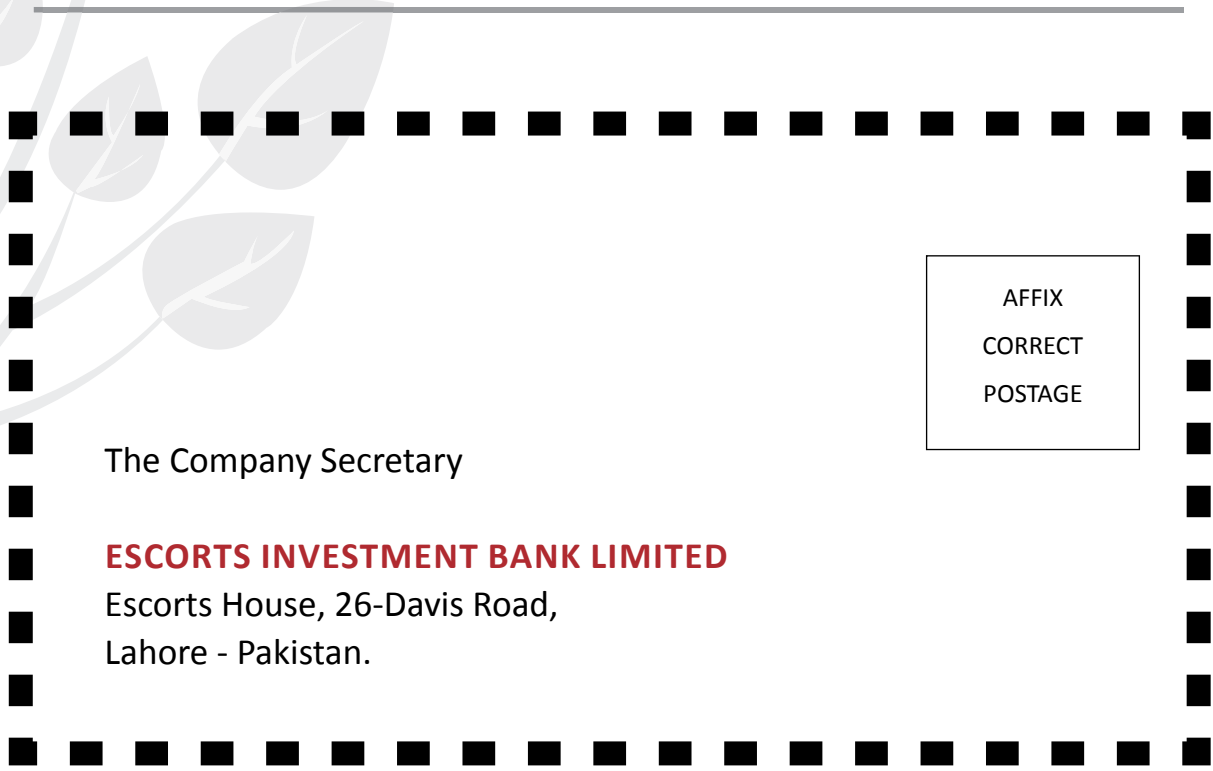 AFFIX
CORRECT
POSTAGE
The Company Secretary
ESCORTS INVESTMENT BANK LIMITED
Escorts House, 26-Davis Road,
Lahore - Pakistan.